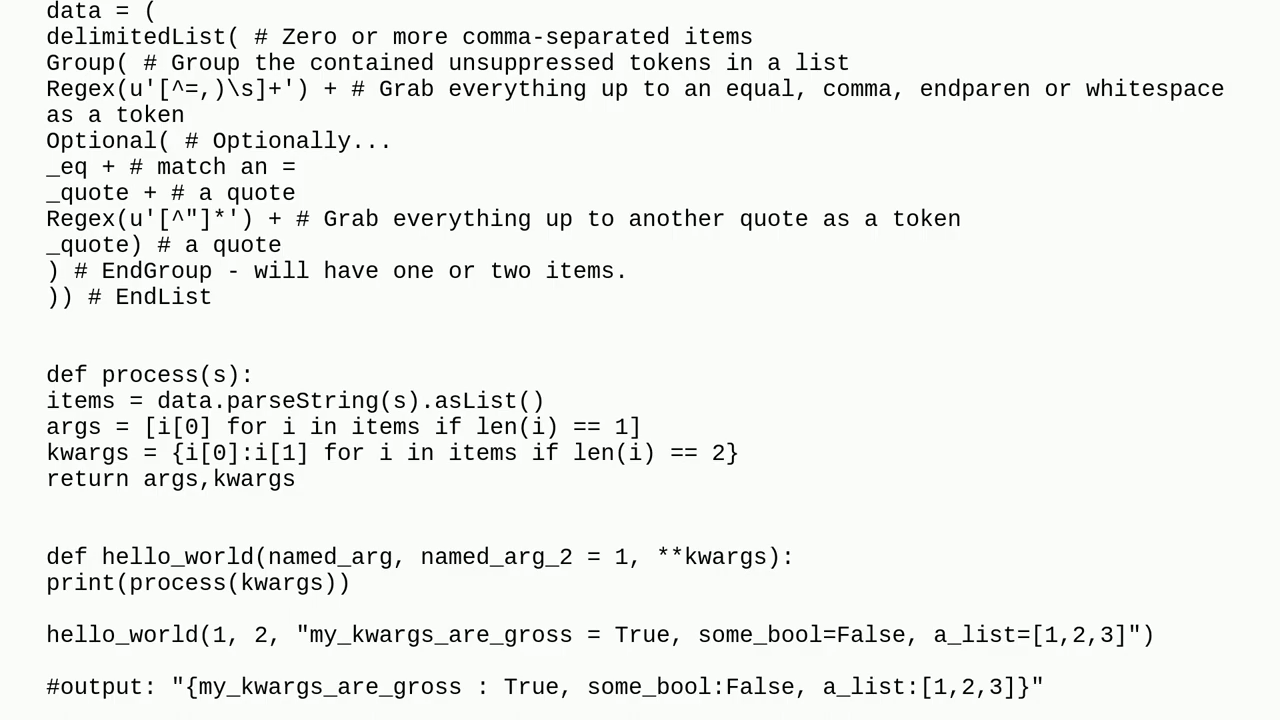 data = (
delimitedList( # Zero or more comma-separated items
Group( # Group the contained unsuppressed tokens in a list
Regex(u'[^=,)\s]+') + # Grab everything up to an equal, comma, endparen or whitespace
as a token
Optional( # Optionally...
_eq + # match an =
_quote + # a quote
Regex(u'[^"]*') + # Grab everything up to another quote as a token
_quote) # a quote
) # EndGroup - will have one or two items.
)) # EndList
def process(s):
items = data.parseString(s).asList()
args = [i[0] for i in items if len(i) == 1]
kwargs = {i[0]:i[1] for i in items if len(i) == 2}
return args,kwargs
def hello_world(named_arg, named_arg_2 = 1, **kwargs):
print(process(kwargs))
hello_world(1, 2, "my_kwargs_are_gross = True, some_bool=False, a_list=[1,2,3]")
#output: "{my_kwargs_are_gross : True, some_bool:False, a_list:[1,2,3]}"